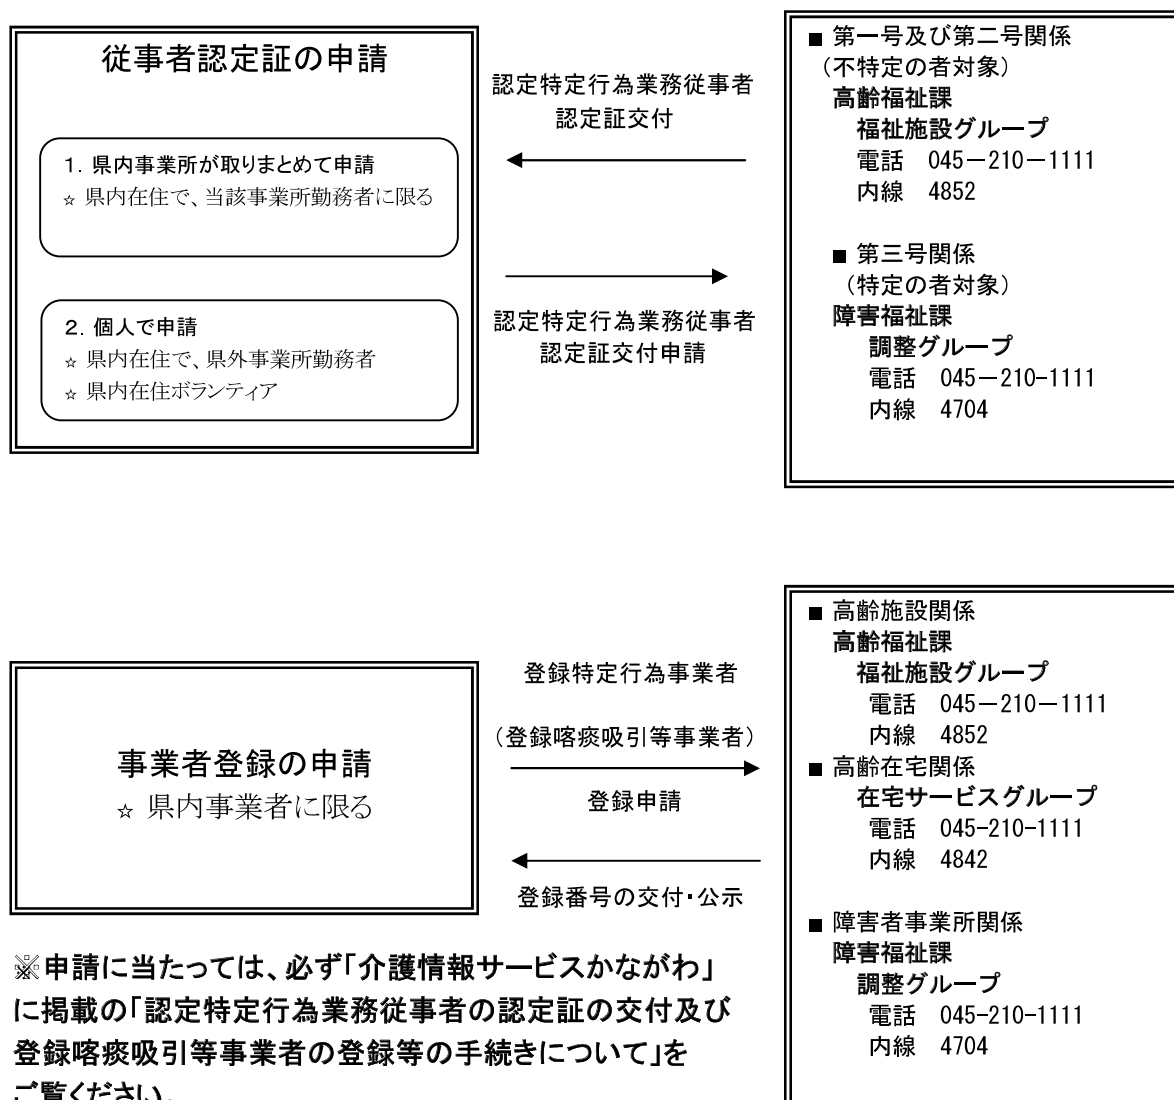 従事者認定証の申請
1．県内事業所が取りまとめて申請
☆ 県内在住で、当該事業所勤務者に限る
2．個人で申請
☆ 県内在住で、県外事業所勤務者
☆ 県内在住ボランティア
認定特定行為業務従事者
認定証交付
認定特定行為業務従事者
認定証交付申請
■ 第一号及び第二号関係
（不特定の者対象）
高齢福祉課
福祉施設グループ
電話　045－210－1111
内線　4852
■ 第三号関係
（特定の者対象）
障害福祉課
調整グループ
電話　045－210-1111
内線　4704
事業者登録の申請
☆ 県内事業者に限る
登録特定行為事業者
（登録喀痰吸引等事業者）
登録申請
登録番号の交付・公示
■ 高齢施設関係
高齢福祉課
福祉施設グループ
電話　045－210－1111
内線　4852
■ 高齢在宅関係
在宅サービスグループ
電話　045-210-1111
内線　4842
■ 障害者事業所関係
障害福祉課
調整グループ
電話　045-210-1111
内線　4704
※申請に当たっては、必ず「介護情報サービスかながわ」
に掲載の「認定特定行為業務従事者の認定証の交付及び
登録喀痰吸引等事業者の登録等の手続きについて」を
ご覧ください。